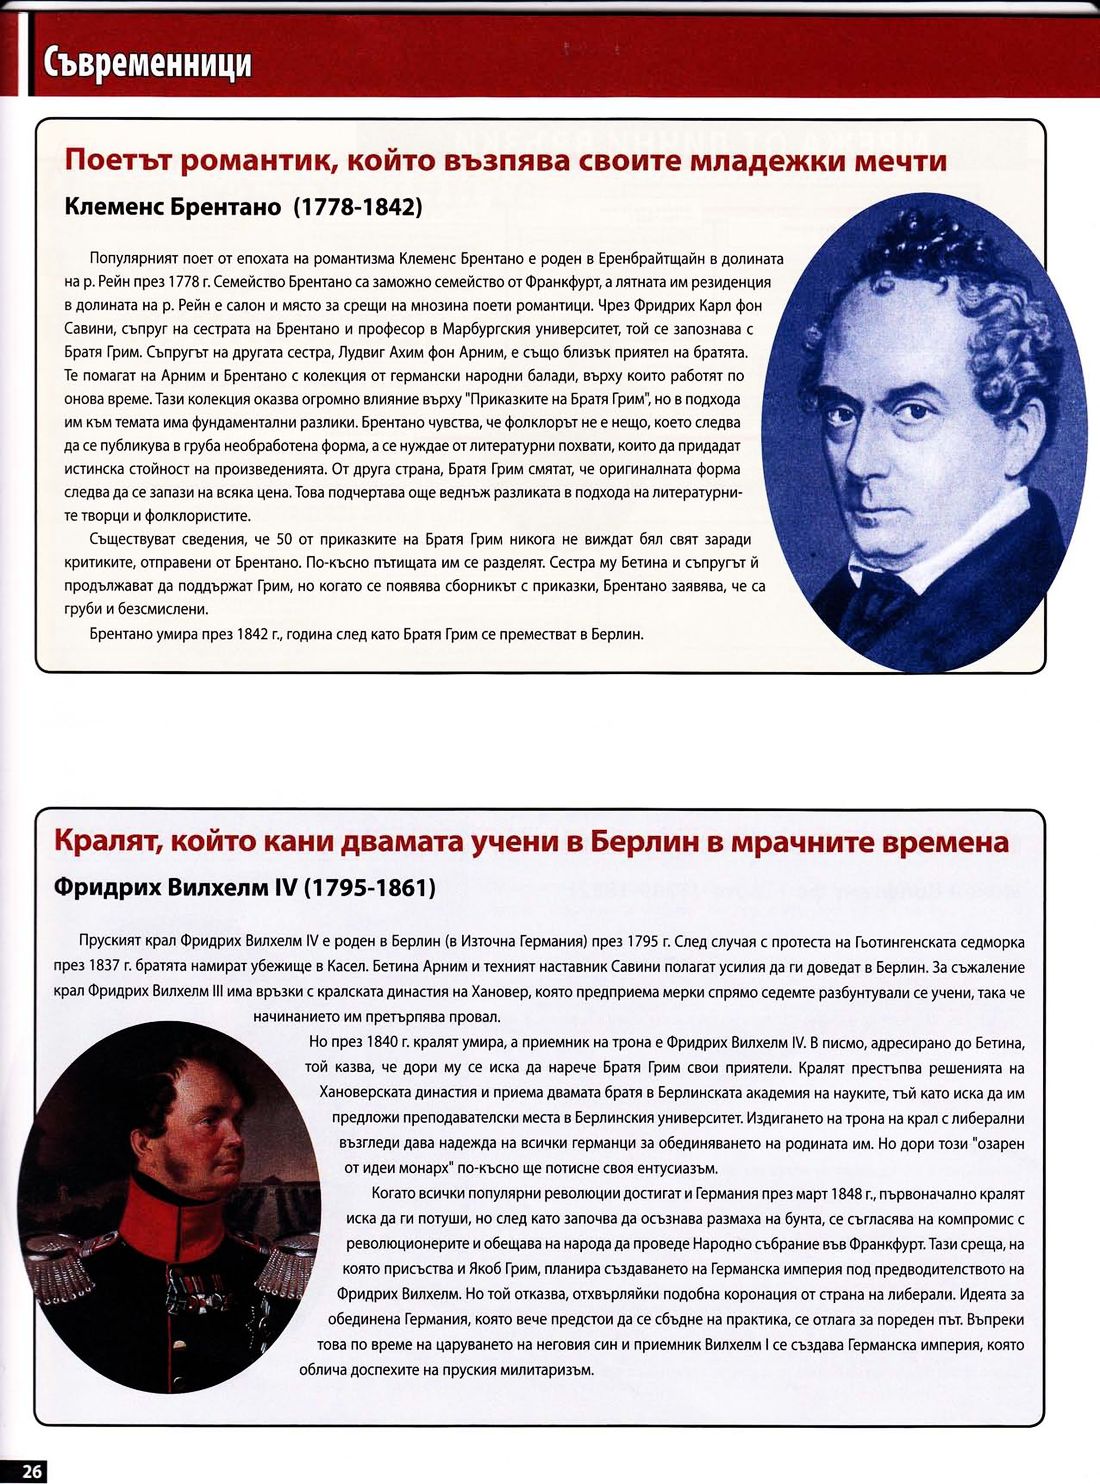 Съвременници
Поетът романтик, който възпява своите младежки мечти
Клеменс Брентано (1778-1842)
Популярният поет от епохата на романтизма Клеменс Брентано е роден в Еренбрайтщайн в долината
на р. Рейн през 1778 г. Семейство Брентано са заможно семейство от Франкфурт, а лятната им резиденция
в долината на р. Рейн е салон и място за срещи на мнозина поети романтици. Чрез Фридрих Карл фон
Савини, съпруг на сестрата на Брентано и професор в Марбургския университет, той се запознава с
Братя Грим. Съпругът на другата сестра, Лудвиг Ахим фон Арним, е също близък приятел на братята.
Те помагат на Арним и Брентано с колекция от германски народни балади, върху които работят по
онова време. Тази колекция оказва огромно влияние върху "Приказките на Братя Грим", но в подхода
им към темата има фундаментални разлики. Брентано чувства, че фолклорът не е нещо, което следва
да се публикува в груба необработена форма, а се нуждае от литературни похвати, които да придадат
истинска стойност на произведенията. От друга страна, Братя Грим смятат, че оригиналната форма
следва да се запази на всяка цена. Това подчертава още веднъж разликата в подхода на литературни-
те творци и фолклористите.
Съществуват сведения, че 50 от приказките на Братя Грим никога не виждат бял свят заради
критиките, отправени от Брентано. По-късно пътищата им се разделят. Сестра му Бетина и съпругът й
продължават да поддържат Грим, но когато се появява сборникът с приказки, Брентано заявява, че са
груби и безсмислени.
Брентано умира през 1842 г., година след като Братя Грим се преместват в Берлин.
Кралят, който кани двамата учени в Берлин в мрачните времена
Фридрих Вилхелм IV (1795-1861)
Пруският крал Фридрих Вилхелм IV е роден в Берлин (в Източна Германия) през 1795 г. След случая с протеста на Гьотингенската седморка
през 1837 г. братята намират убежище в Касел. Бетина Арним и техният наставник Савини полагат усилия да ги доведат в Берлин. За съжаление
крал Фридрих Вилхелм III има връзки с кралската династия на Хановер, която предприема мерки спрямо седемте разбунтували се учени, така че
начинанието им претърпява провал.
Но през 1840 г. кралят умира, а приемник на трона е Фридрих Вилхелм IV. В писмо, адресирано до Бетина,
той казва, че дори му се иска да нарече Братя Грим свои приятели. Кралят престъпва решенията на
Хановерската династия и приема двамата братя в Берлинската академия на науките, тъй като иска да им
предложи преподавателски места в Берлинския университет. Издигането на трона на крал с либерални
възгледи дава надежда на всички германци за обединяването на родината им. Но дори този "озарен
от идеи монарх" по-късно ще потисне своя ентусиазъм.
Когато всички популярни революции достигат и Германия през март 1848 г., първоначално кралят
иска да ги потуши, но след като започва да осъзнава размаха на бунта, се съгласява на компромис с
революционерите и обещава на народа да проведе Народно събрание във Франкфурт. Тази среща, на
която присъства и Якоб Грим, планира създаването на Германска империя под предводителството на
Фридрих Вилхелм. Но той отказва, отхвърляйки подобна коронация от страна на либерали. Идеята за
обединена Германия, която вече предстои да се сбъдне на практика, се отлага за пореден път. Въпреки
това по време на царуването на неговия син и приемник Вилхелм I се създава Германска империя, която
облича доспехите на пруския милитаризъм.
26